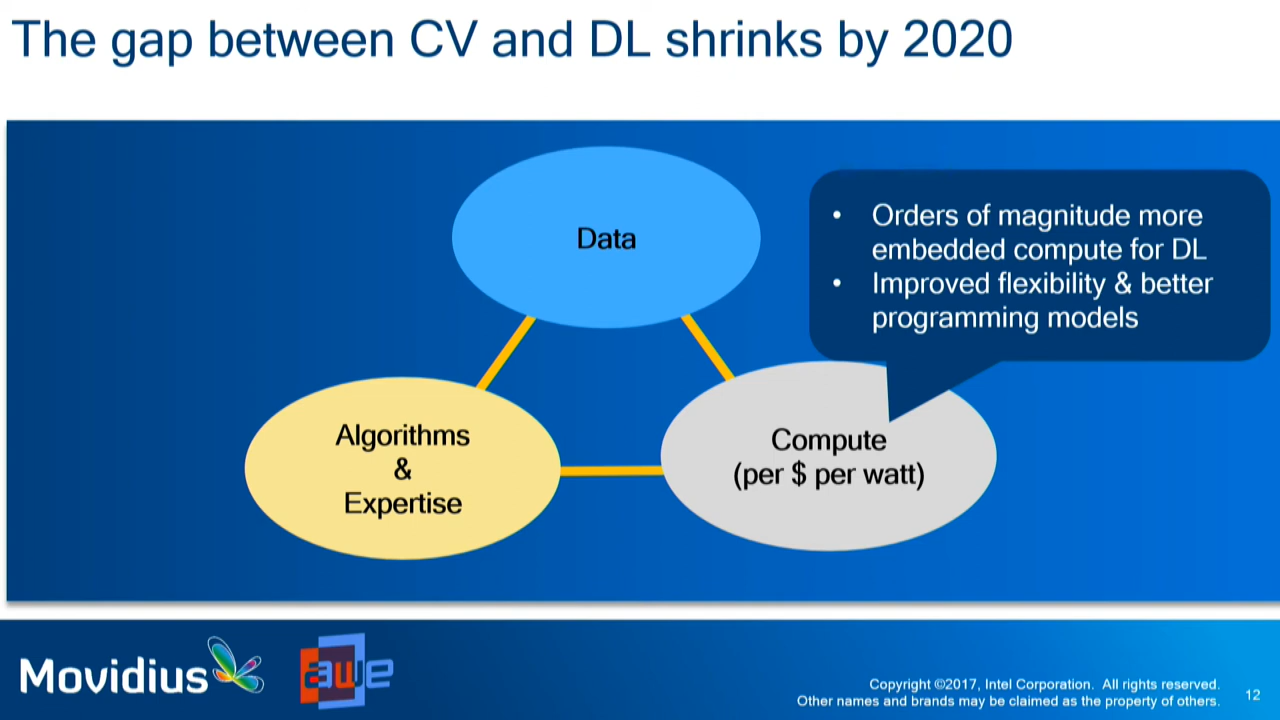 The gap between CV and DL shrinks by 2020
Data
• Orders of magnitude more
embedded compute for DL
• Improved flexibility & better
programming models
Algorithms
&
Expertise
Compute
(per $ per watt)
Movidius
awe
Copyright ©2017, Intel Corporation. All rights reserved.
Other names and brands may be claimed as the property of others.
12